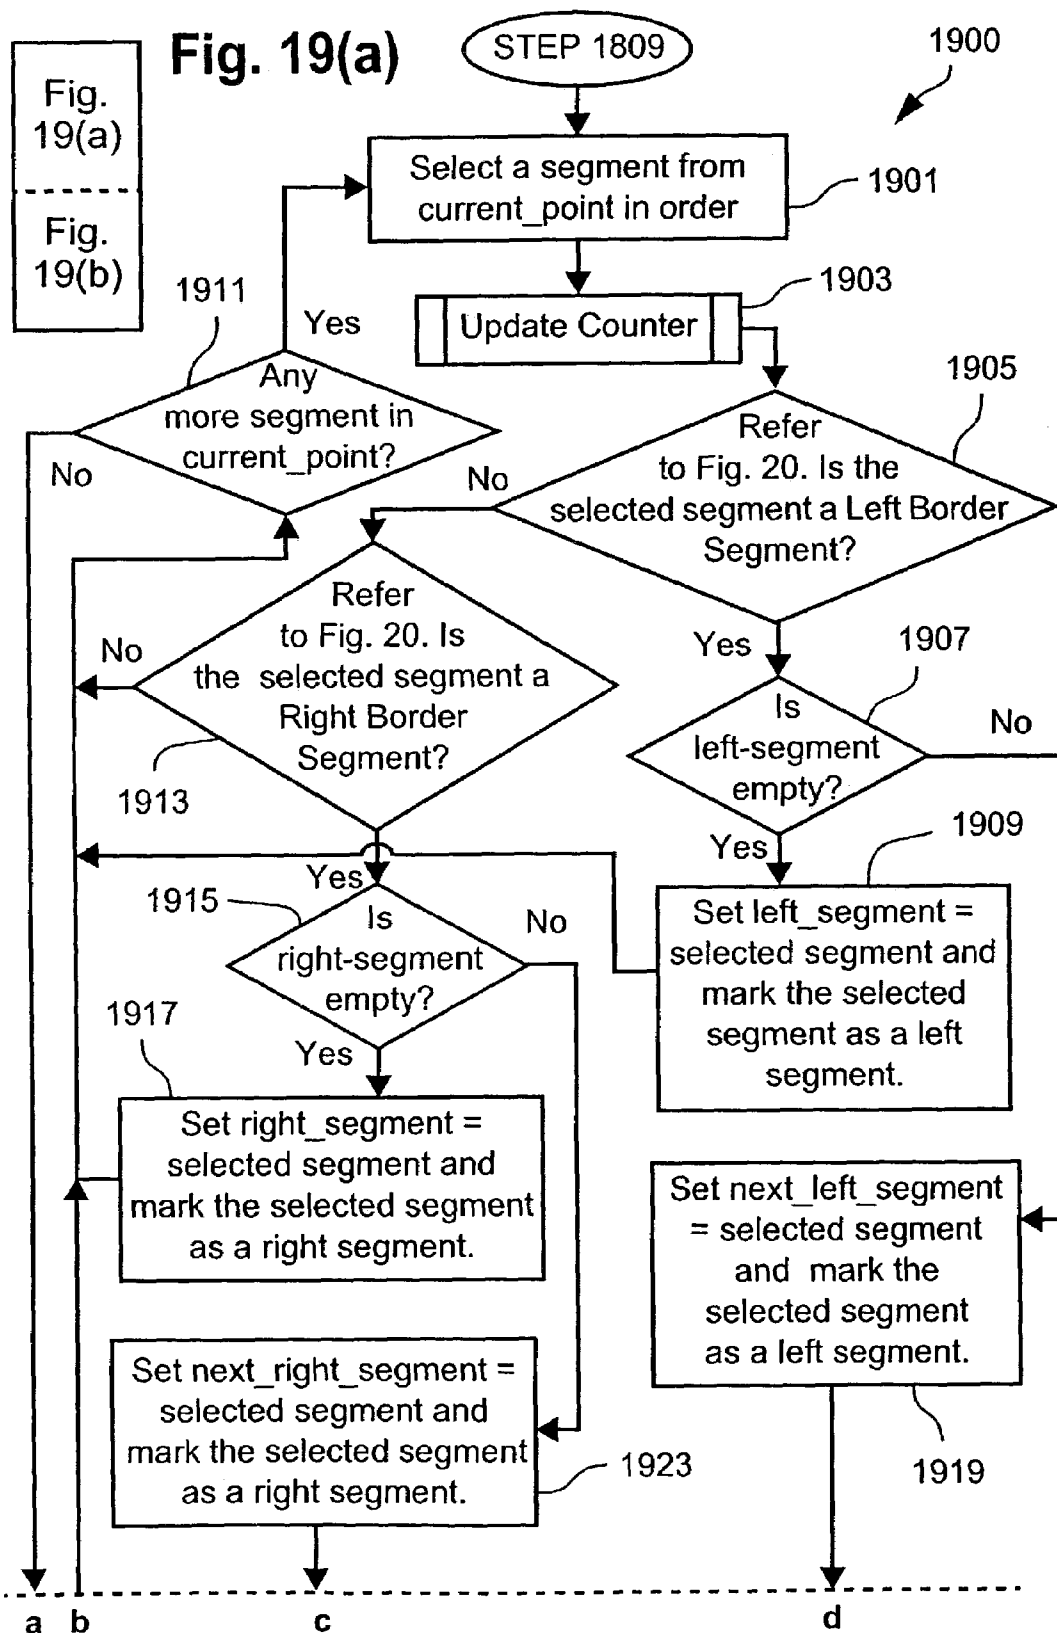 Fig. 19(a)
STEP 1809
1900
Fig.
19(a)
Fig.
19(b)
Select a segment from
current_point in order
1901
1911
Yes
1903
Update Counter
Any
more segment in
current_point?
No
1905
Refer
to Fig. 20. Is the
selected segment a Left Border
Segment?
No
Yes
Refer
to Fig. 20. Is
the selected segment a
Right Border
Segment?
No
1913
1907
Is
left-segment
empty?
No
Yes
1909
Yes
1915
Is
right-segment
empty?
No
Yes
Set left_segment =
selected segment and
mark the selected
segment as a left
segment.
1917
Set right_segment =
selected segment and
mark the selected segment
as a right segment.
Set next_left_segment
= selected segment
and mark the
selected segment
as a left segment.
1919
Set next_right_segment =
selected segment and
mark the selected segment
as a right segment.
1923
a
b
c
d